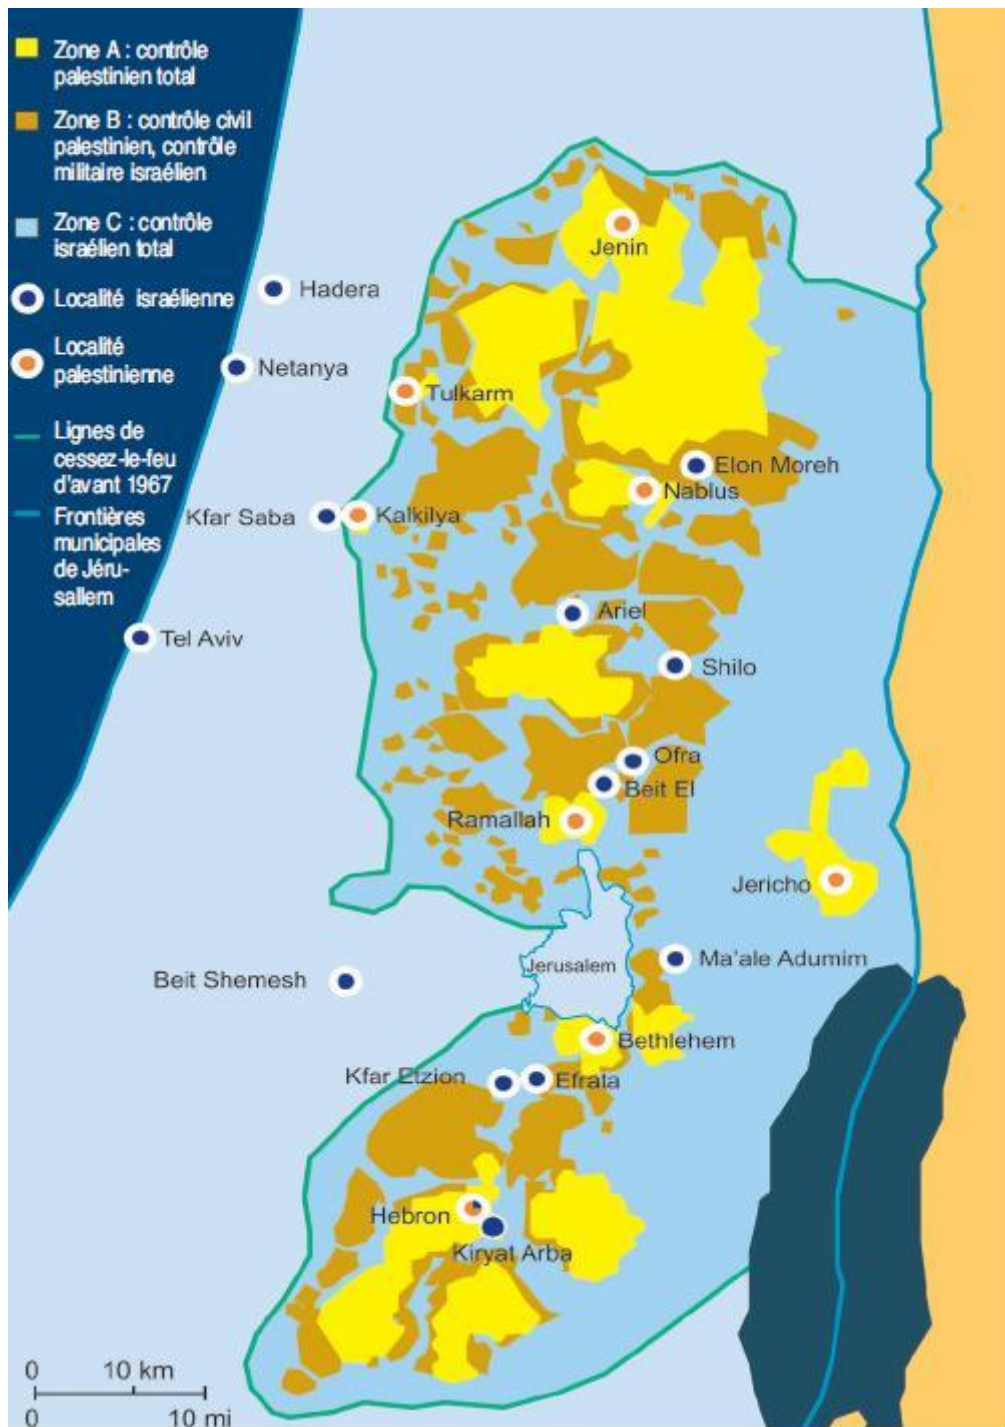 Zone A : contrôle
palestinien total
Zone B : contrôle civil
palestinien, contrôle
militaire israélien
Zone C : contrôle
israélien total
Localité israélienne
Localité
palestinienne
Lignes de
cessez-le-feu
d'avant 1967
Frontières
municipales
de Jéru-
sallem
Jenin
Hadera
Netanya
Tulkarm
Elon Moreh
Nablus
Kfar Saba
Kalkilya
Ariel
Tel Aviv
Shilo
Ofra
Beit El
Ramallah
Jericho
Ma'ale Adumim
Jerusalem
Beit Shemesh
Bethlehem
Kfar Etzion
Efrata
Hebron
Kiryat Arba
0 10 km
0 10 mi